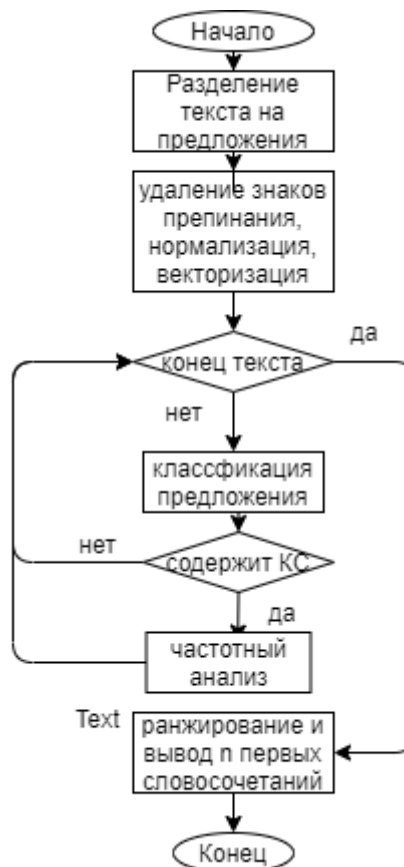 Начало
Разделение
текста на
предложения
удаление знаков
препинания,
нормализация,
векторизация
да
конец текста
нет
классфикация
предложения
нет
содержит КС
да
частотный
анализ
Text
ранжирование и
вывод n первых
словосочетаний
Конец